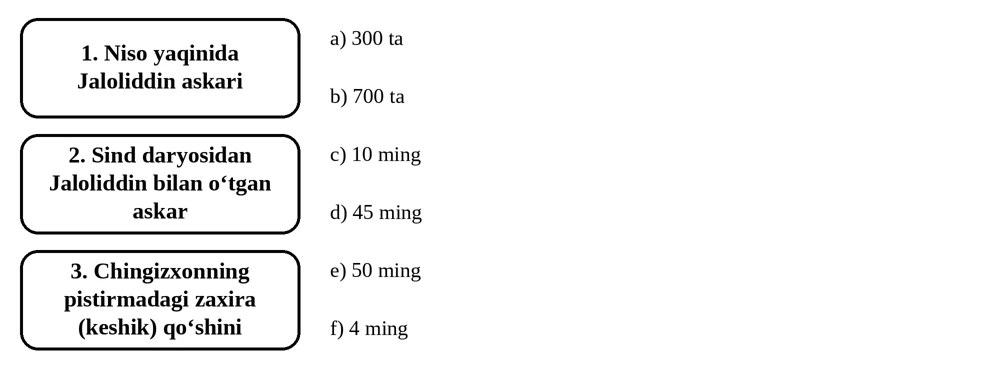 1. Niso yaqinida
Jaloliddin askari
2. Sind daryosidan
Jaloliddin bilan o‘tgan
askar
3. Chingizxonning
pistirmadagi zaxira
(keshik) qo‘shini
a) 300 ta
b) 700 ta
c) 10 ming
d) 45 ming
e) 50 ming
f) 4 ming